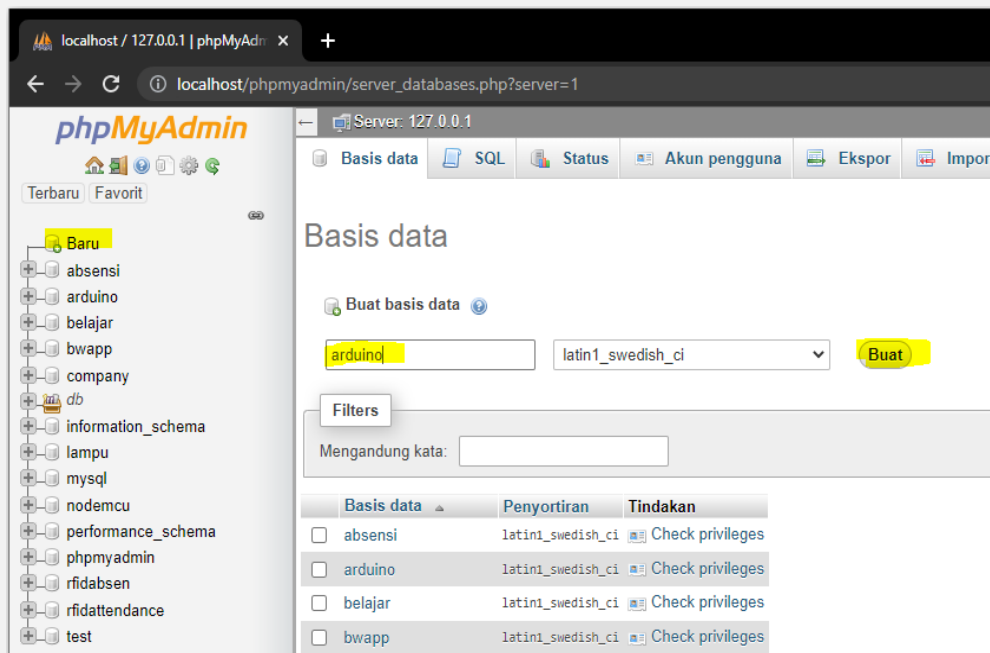 localhost / 127.0.0.1 | phpMyAdm
localhost/phpmyadmin/server_databases.php?server=1
phpMyAdmin
Terbaru Favorit
Baru
absensi
arduino
belajar
bwapp
company
db
information_schema
lampu
mysql
nodemcu
performance_schema
phpmyadmin
rfidabsen
rfidattendance
test
Server: 127.0.0.1
Basis data SQL Status Akun pengguna Ekspor Impor
Basis data
Buat basis data
arduino latin1_swedish_ci Buat
Filters
Mengandung kata:
Basis data Penyortiran Tindakan
absensi latin1_swedish_ci Check privileges
arduino latin1_swedish_ci Check privileges
belajar latin1_swedish_ci Check privileges
bwapp latin1_swedish_ci Check privileges